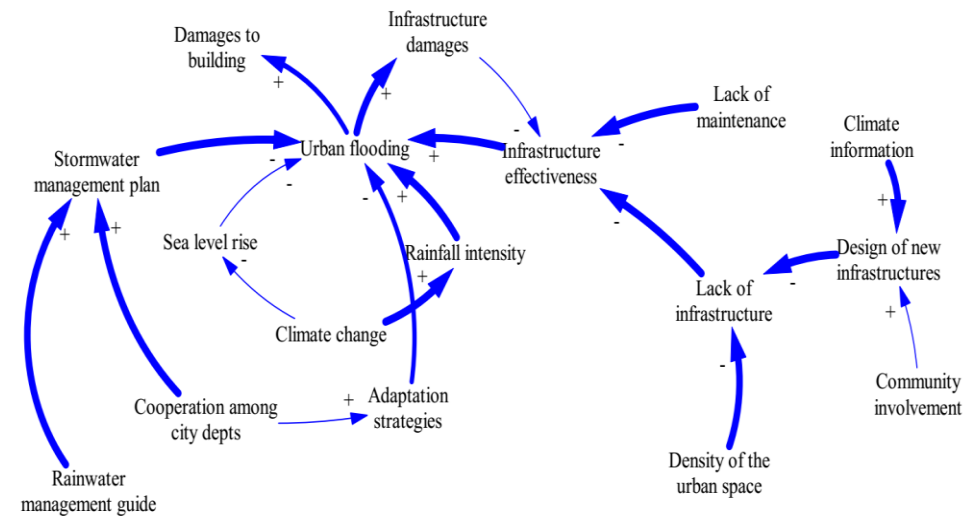 Infrastructure
damages
+
-
Damages to
building
+
Lack of
maintenance
-
Climate
information
+
Urban flooding
-
-
+
-
+
Infrastructure
effectiveness
-
Stormwater
management plan
+
+
Sea level rise
-
Rainfall intensity
+
Design of new
infrastructures
-
+
Climate change
Lack of
infrastructure
-
Cooperation among
city depts
+
Adaptation
strategies
Community
involvement
Density of the
urban space
Rainwater
management guide